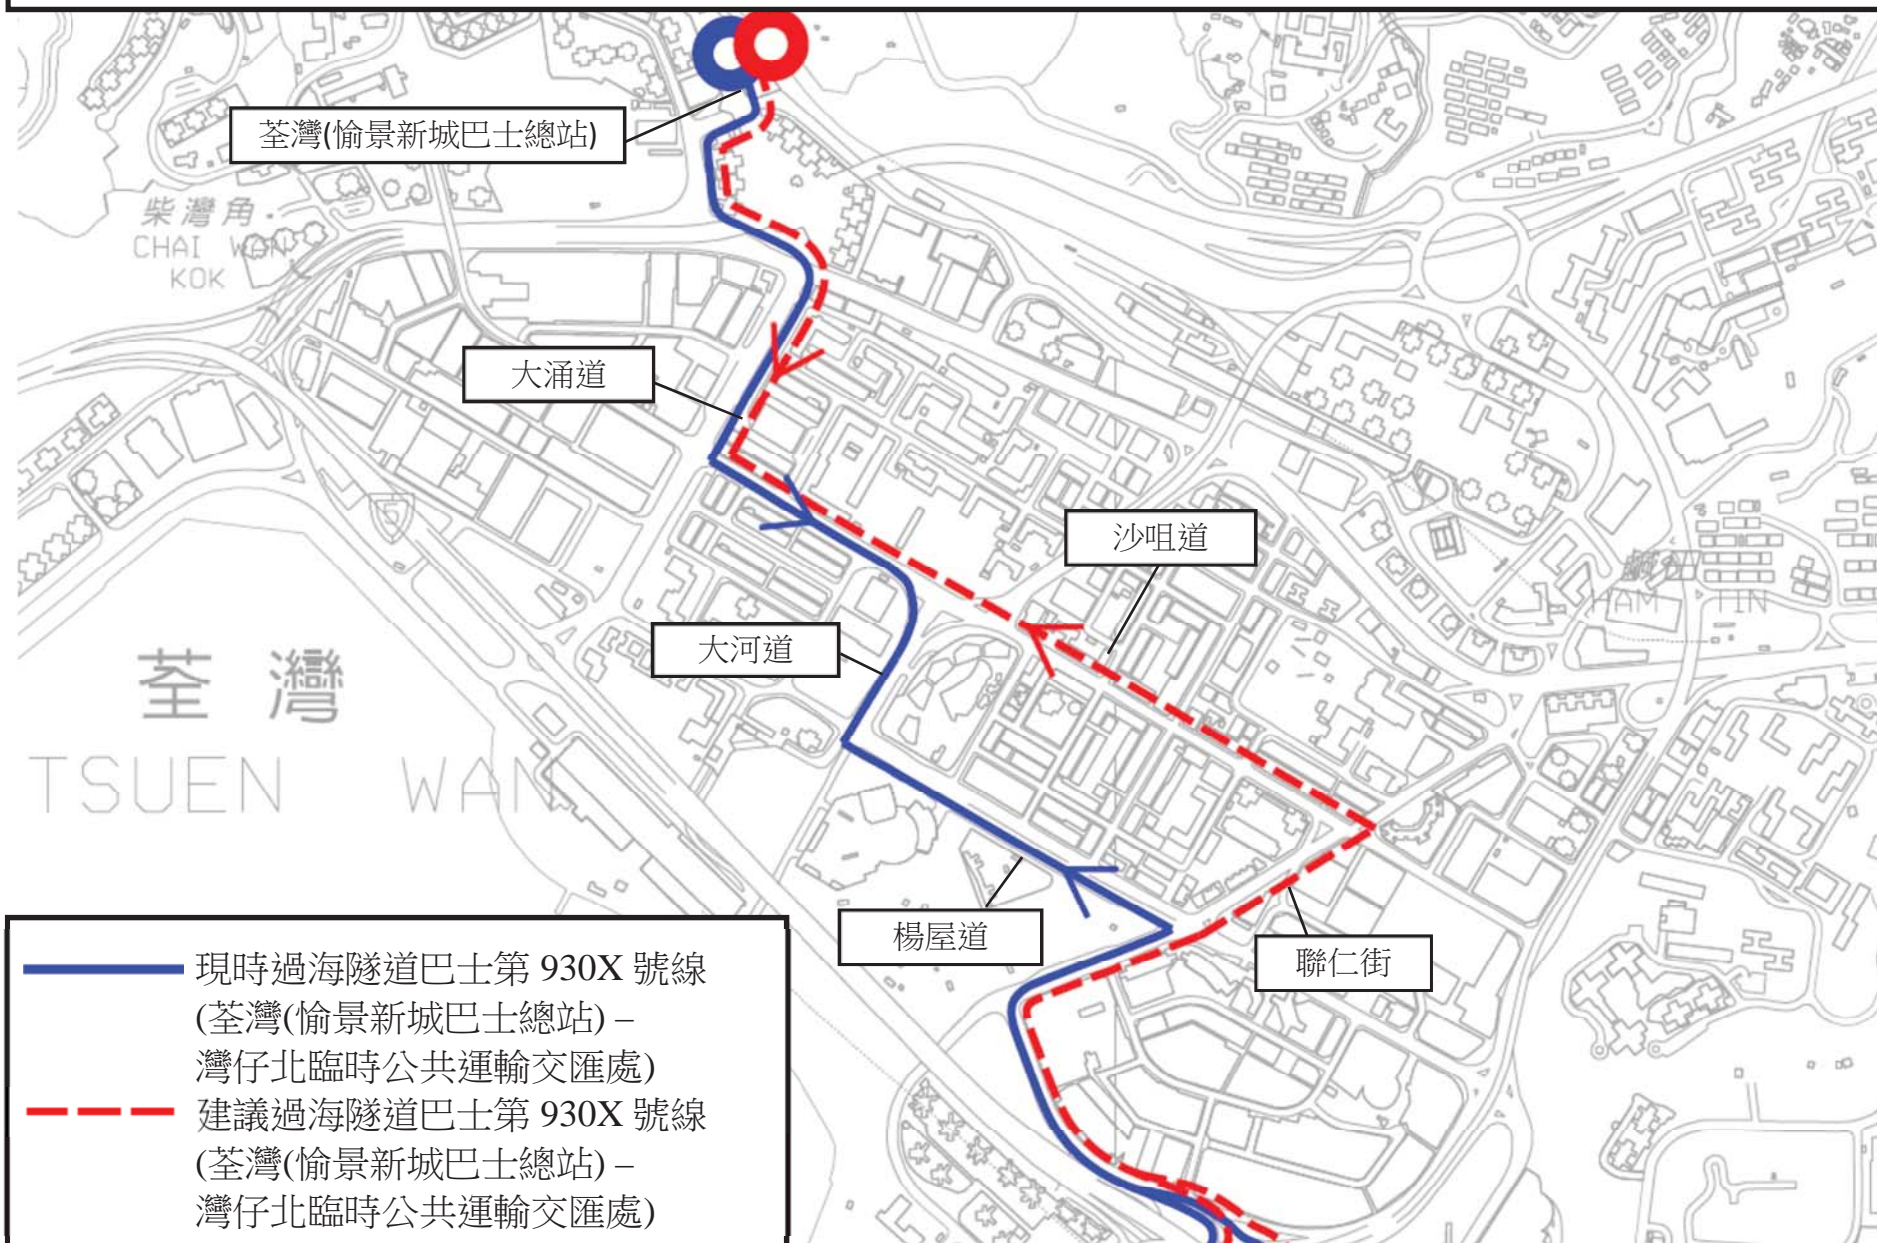 荃灣(愉景新城巴士總站)
柴灣角
CHAI WAN
KOK
大涌道
沙咀道
鹹田
HAM TIN
大河道
荃灣
TSUEN WAN
5
楊屋道
聯仁街
現時過海隧道巴士第 930X 號線
(荃灣(愉景新城巴士總站) –
灣仔北臨時公共運輸交匯處)
建議過海隧道巴士第 930X 號線
(荃灣(愉景新城巴士總站) –
灣仔北臨時公共運輸交匯處)